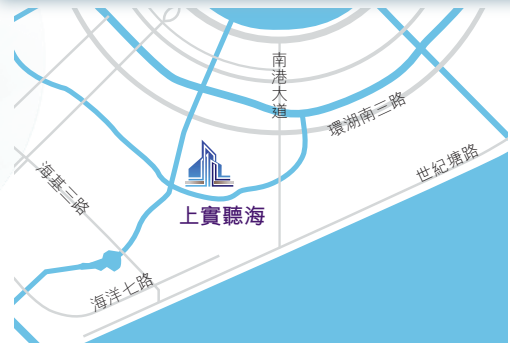 南港大道
環湖南三路
世紀塘路
海基三路
上實聽海
海洋七路